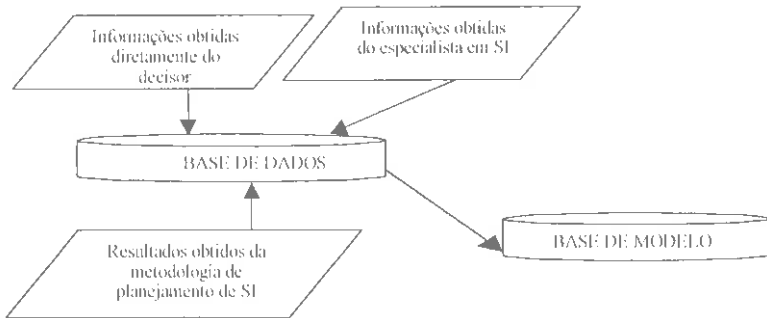 Informações obtidas
diretamente do
decisor
Informações obtidas
do especialista em SI
BASE DE DADOS
Resultados obtidos da
metodologia de
planejamento de SI
BASE DE MODELO